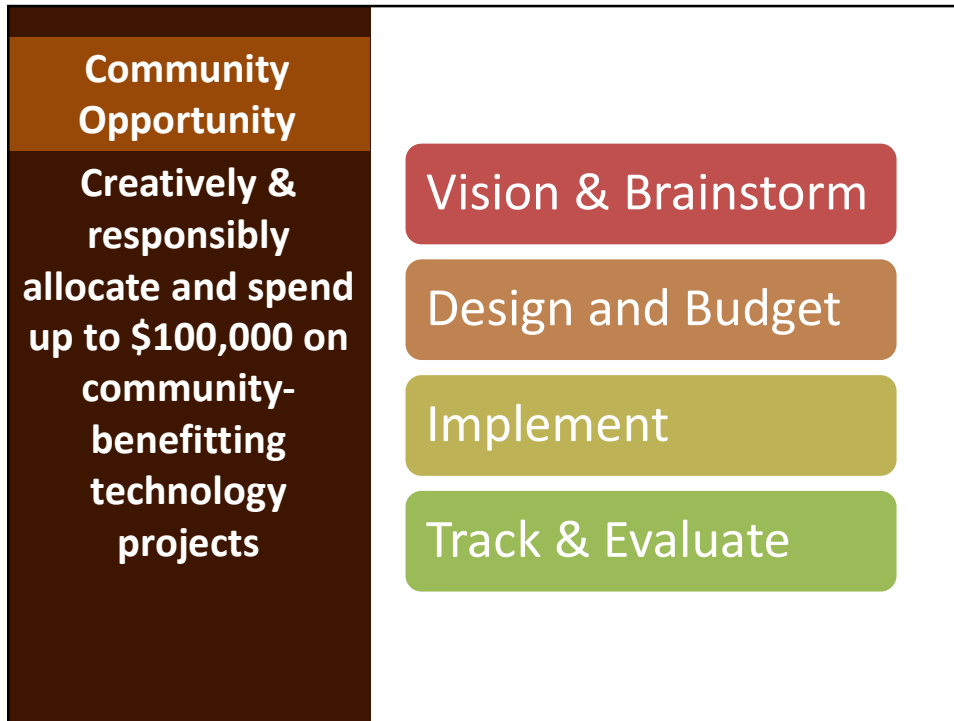 Community
Opportunity
Creatively &
responsibly
allocate and spend
up to $100,000 on
community-
benefitting
technology
projects
Vision & Brainstorm
Design and Budget
Implement
Track & Evaluate